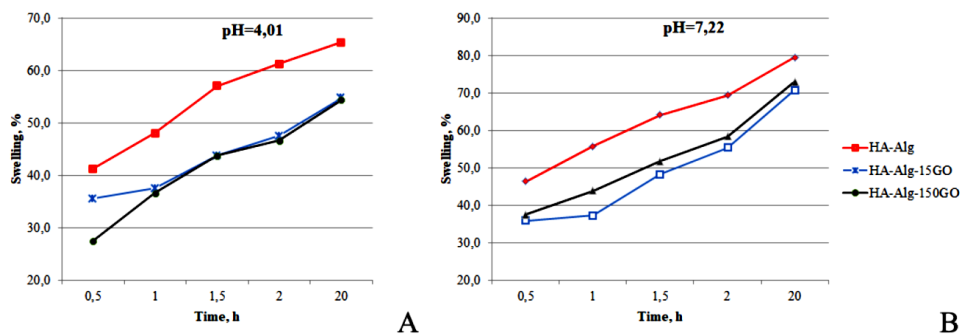 pH=4,01
Swelling, %
70,0
60,0
50,0
40,0
30,0
20,0
0,5 1 1,5 2 20
Time, h
A
pH=7,22
Swelling, %
90,0
80,0
70,0
60,0
50,0
40,0
30,0
20,0
0,5 1 1,5 2 20
Time, h
B
HA-Alg
HA-Alg-15GO
HA-Alg-150GO